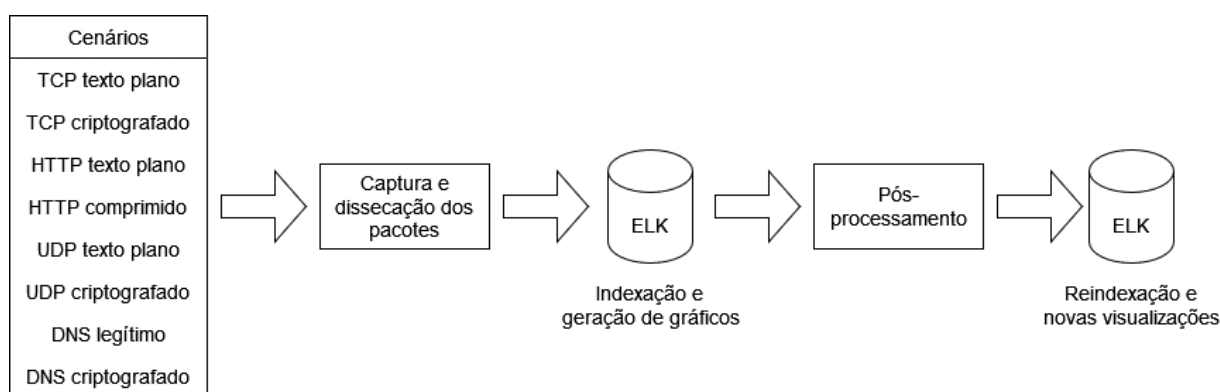 Cenários
TCP texto plano
TCP criptografado
HTTP texto plano
HTTP comprimido
UDP texto plano
UDP criptografado
DNS legítimo
DNS criptografado
Captura e
dissecação dos
pacotes
ELK
Indexação e
geração de gráficos
Pós-
processamento
ELK
Reindexação e
novas visualizações